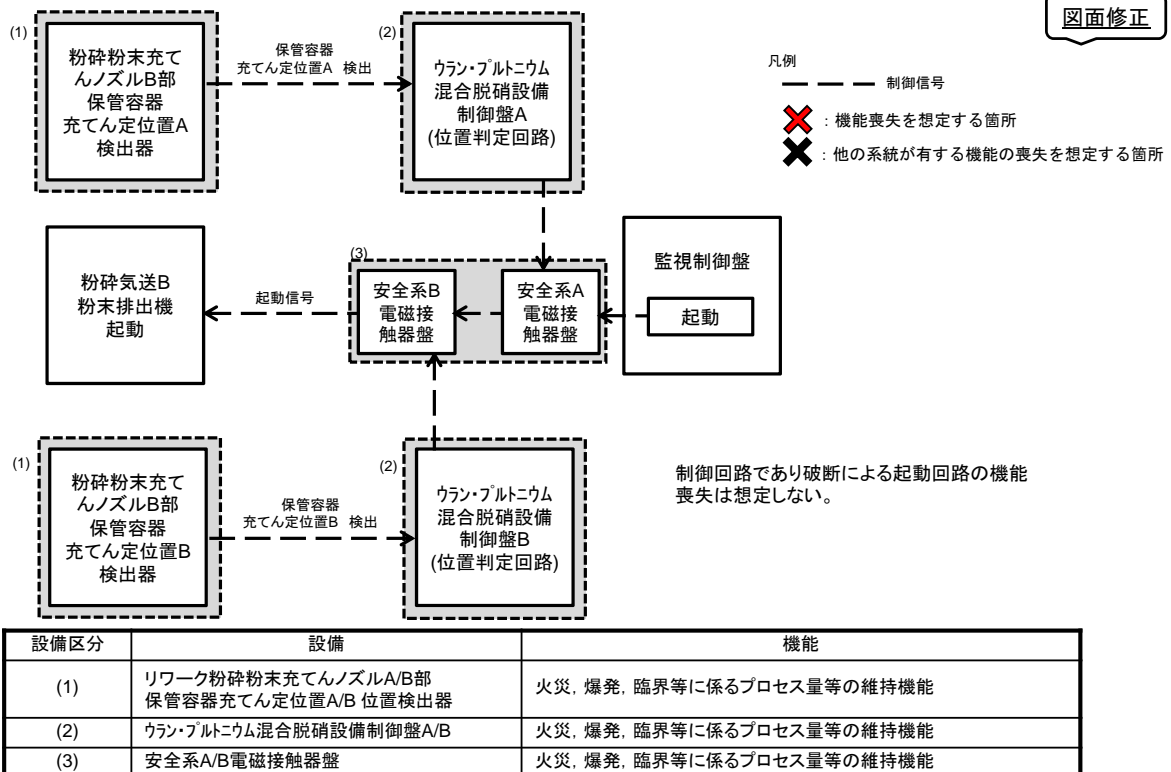 図面修正
(1)
粉砕粉末充て
んノズルB部
保管容器
充てん定位置A
検出器
保管容器
充てん定位置A 検出
(2)
ウラン・プルトニウム
混合脱硝設備
制御盤A
(位置判定回路)
凡例
制御信号
：機能喪失を想定する箇所
：他の系統が有する機能の喪失を想定する箇所
粉砕気送B
粉末排出機
起動
起動信号
(3)
安全系B
電磁接
触器盤
安全系A
電磁接
触器盤
監視制御盤
起動
(1)
粉砕粉末充て
んノズルB部
保管容器
充てん定位置B
検出器
保管容器
充てん定位置B 検出
(2)
ウラン・プルトニウム
混合脱硝設備
制御盤B
(位置判定回路)
制御回路であり破断による起動回路の機能
喪失は想定しない。
設備区分 設備 機能
(1) リワーク粉砕粉末充てんノズルA/B部
保管容器充てん定位置A/B 位置検出器 火災，爆発，臨界等に係るプロセス量等の維持機能
(2) ウラン・プルトニウム混合脱硝設備制御盤A/B 火災，爆発，臨界等に係るプロセス量等の維持機能
(3) 安全系A/B電磁接触器盤 火災，爆発，臨界等に係るプロセス量等の維持機能